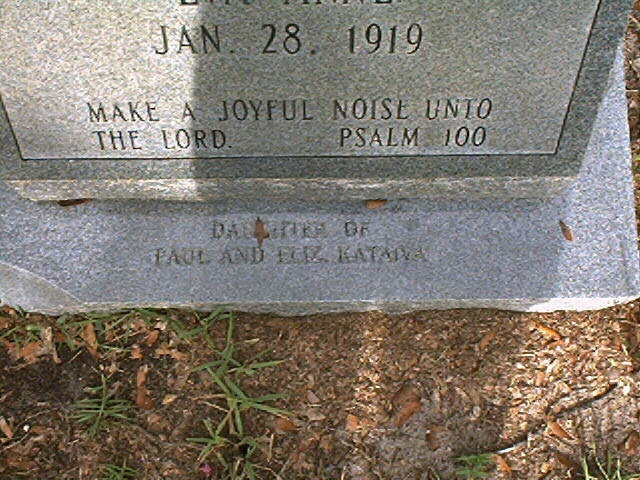 JAN. 28. 1919
MAKE A JOYFUL NOISE UNTO
THE LORD. PSALM 100
DAUGHTER OF
PAUL AND ELIZ. KATAIVA